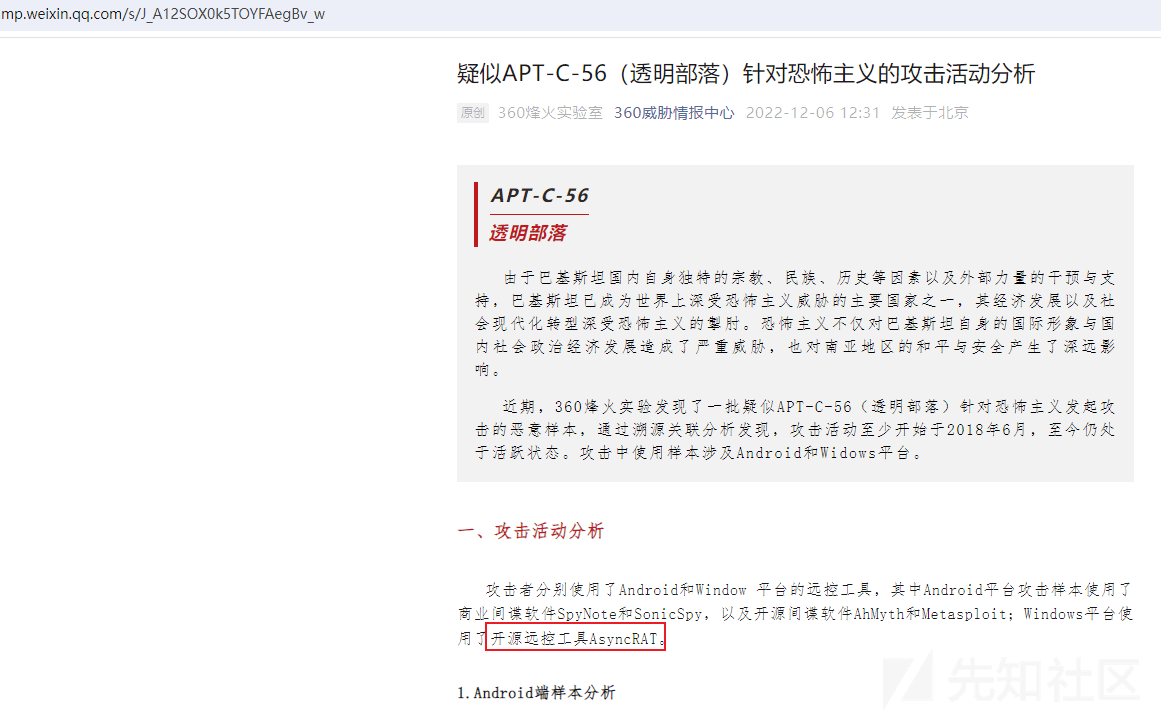 mp.weixin.qq.com/s/J_A12SOX0k5TOYFAegBv_w
疑似APT-C-56（透明部落）针对恐怖主义的攻击活动分析
原创 360烽火实验室 360威胁情报中心 2022-12-06 12:31 发表于北京
APT-C-56
透明部落
由于巴基斯坦国内自身独特的宗教、民族、历史等因素以及外部力量的干预与支
持，巴基斯坦已成为世界上深受恐怖主义威胁的主要国家之一，其经济发展以及社
会现代化转型深受恐怖主义的掣肘。恐怖主义不仅对巴基斯坦自身的国际形象与国
内社会政治经济发展造成了严重威胁，也对南亚地区的和平与安全产生了深远影
响。
近期，360烽火实验发现了一批疑似APT-C-56（透明部落）针对恐怖主义发起攻
击的恶意样本，通过溯源关联分析发现，攻击活动至少开始于2018年6月，至今仍处
于活跃状态。攻击中使用样本涉及Android和Widows平台。
一、攻击活动分析
攻击者分别使用了Android和Window 平台的远控工具，其中Android平台攻击样本使用了
商业间谍软件SpyNote和SonicSpy，以及开源间谍软件AhMyth和Metasploit；Windows平台使
用了开源远控工具AsyncRAT。
1.Android端样本分析
先知社区